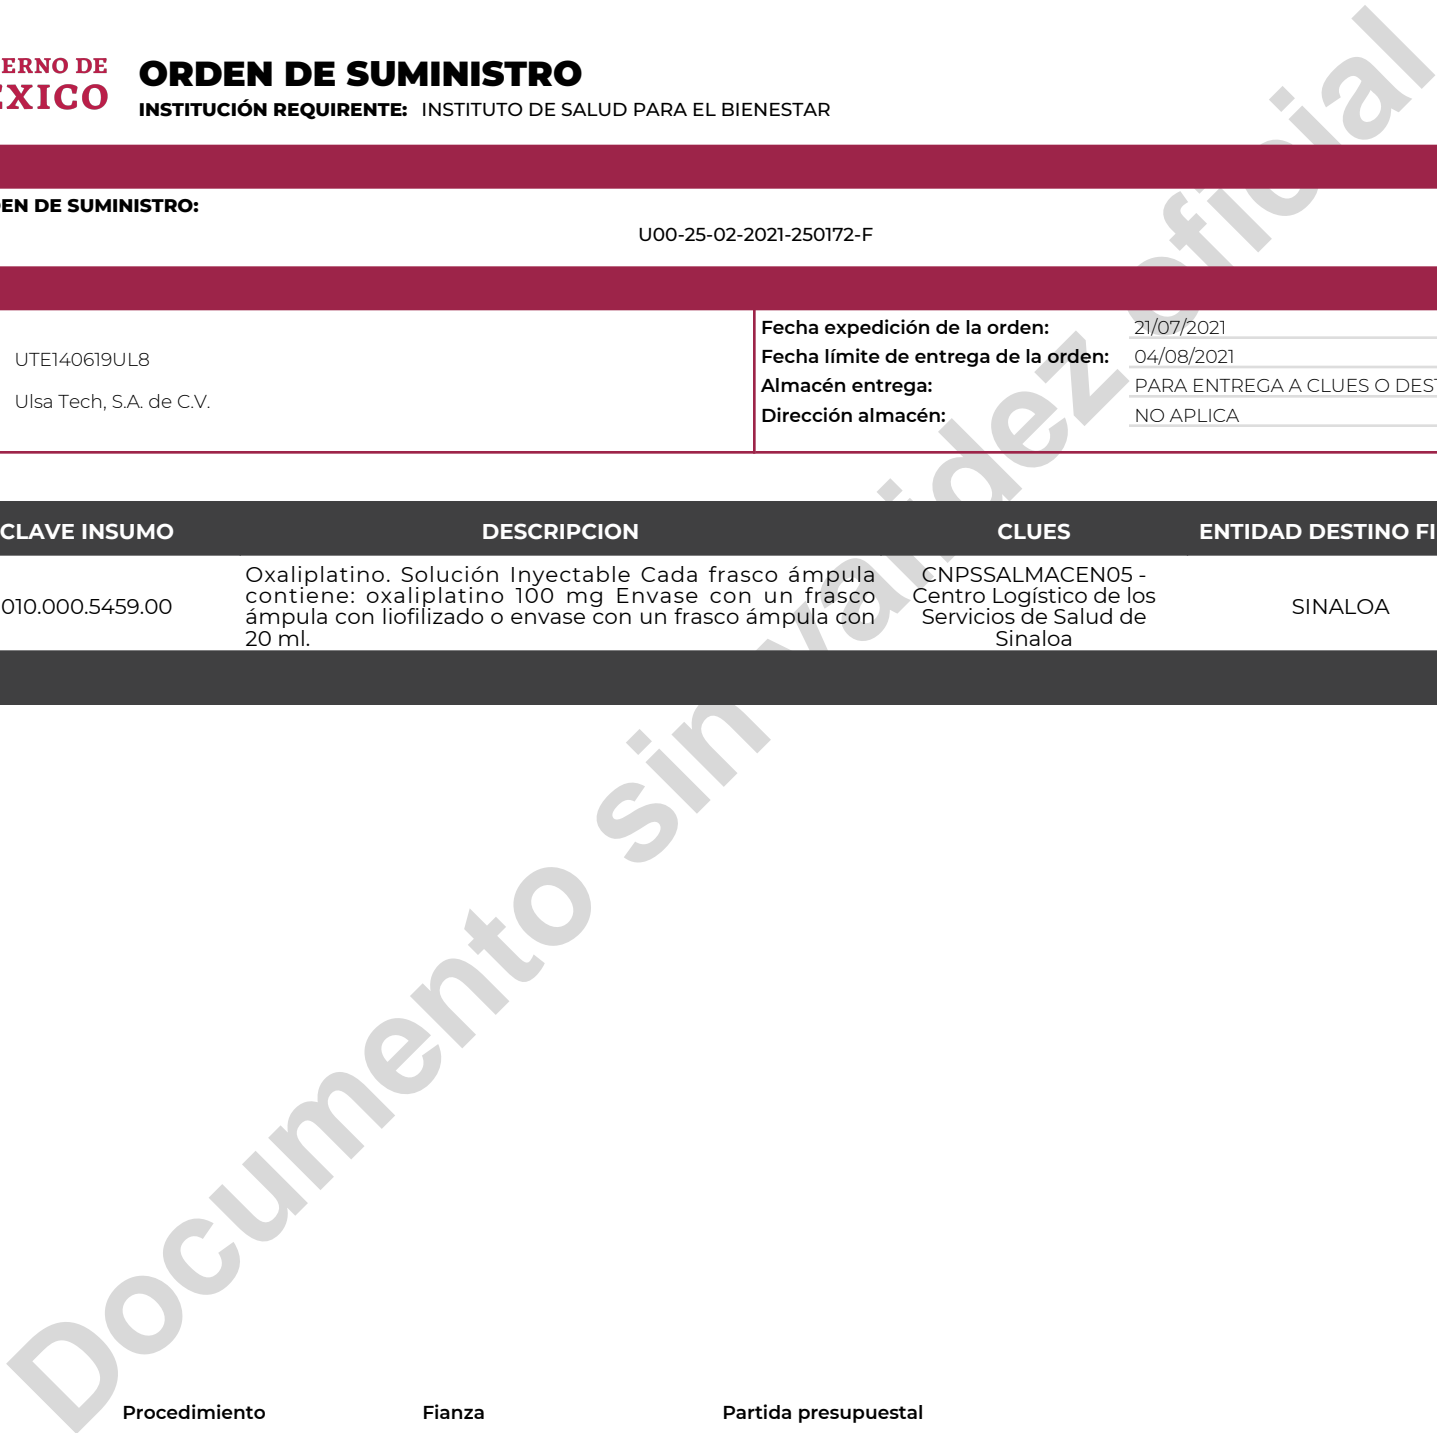 ERNO DE
EXICO
ORDEN DE SUMINISTRO
INSTITUCIÓN REQUIRENTE: INSTITUTO DE SALUD PARA EL BIENESTAR
EN DE SUMINISTRO:
U00-25-02-2021-250172-F
UTE140619UL8
Ulsa Tech, S.A. de C.V.
Fecha expedición de la orden: 21/07/2021
Fecha límite de entrega de la orden: 04/08/2021
Almacén entrega: PARA ENTREGA A CLUES O DEST
Dirección almacén: NO APLICA
CLAVE INSUMO DESCRIPCION CLUES ENTIDAD DESTINO FI
010.000.5459.00
Oxaliplatino. Solución Inyectable Cada frasco ámpula
contiene: oxaliplatino 100 mg Envase con un frasco
ámpula con liofilizado o envase con un frasco ámpula con
20 ml.
CNPSSALMACEN05 -
Centro Logístico de los
Servicios de Salud de
Sinaloa
SINALOA
Documento sin validez oficial
Procedimiento Fianza Partida presupuestal